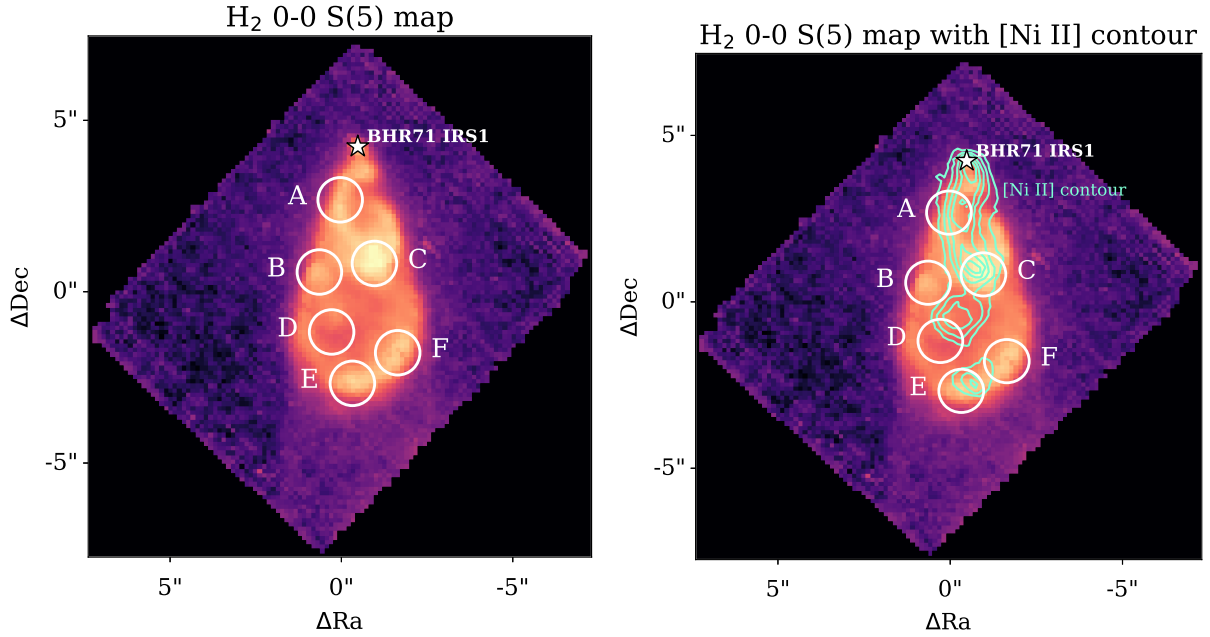 H₂ 0-0 S(5) map
BHR71 IRS1
A
B
C
D
E
F
5"
0"
-5"
ΔDec
5"
0"
-5"
ΔRa
H₂ 0-0 S(5) map with [Ni II] contour
BHR71 IRS1
[Ni II] contour
A
B
C
D
E
F
5"
0"
-5"
ΔDec
5"
0"
-5"
ΔRa